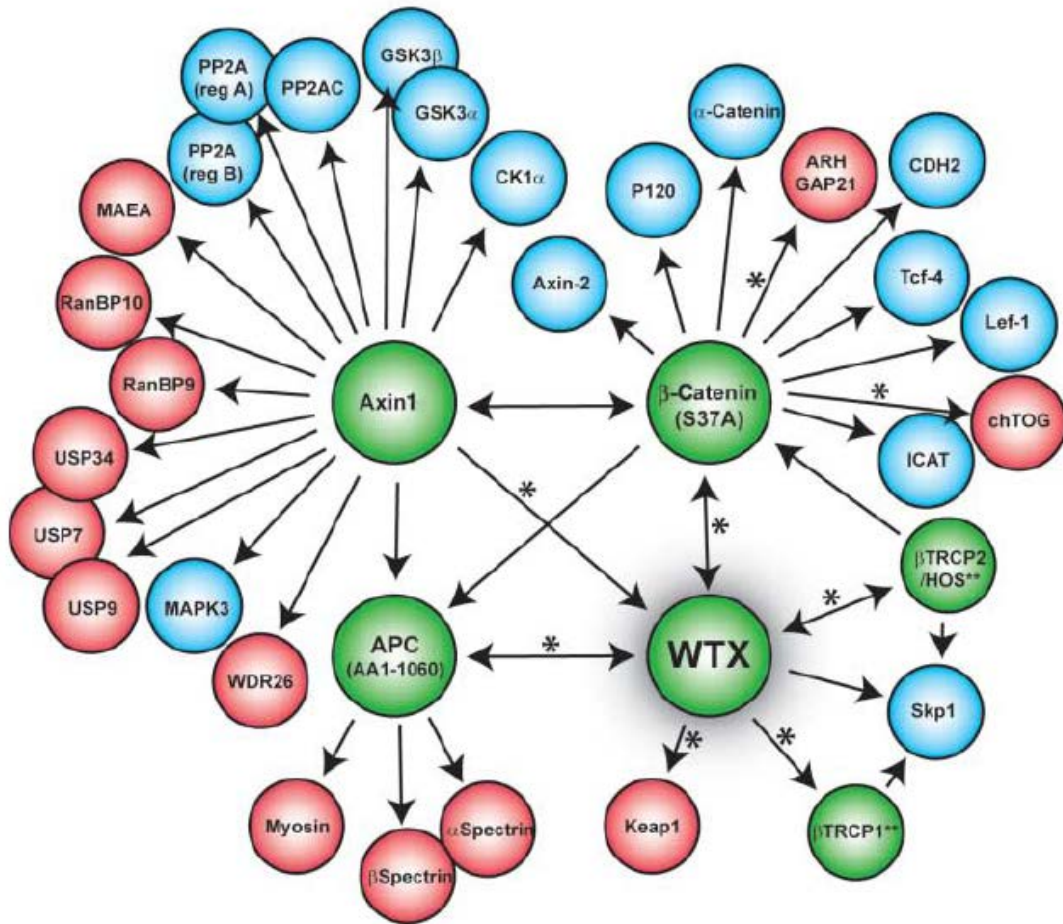 GSK3β
PP2A
(reg A)
PP2AC
GSK3α
α-Catenin
PP2A
(reg B)
CK1α
P120
ARH
GAP21
CDH2
MAEA
Axin-2
Tcf-4
RanBP10
Lef-1
RanBP9
Axin1
β-Catenin
(S37A)
*
*
chTOG
USP34
ICAT
USP7
*
*
βTRCP2
/HOS**
USP9
MAPK3
*
APC
(AA1-1060)
*
WTX
WDR26
Skp1
*
*
Myosin
αSpectrin
Keap1
βTRCP1**
βSpectrin